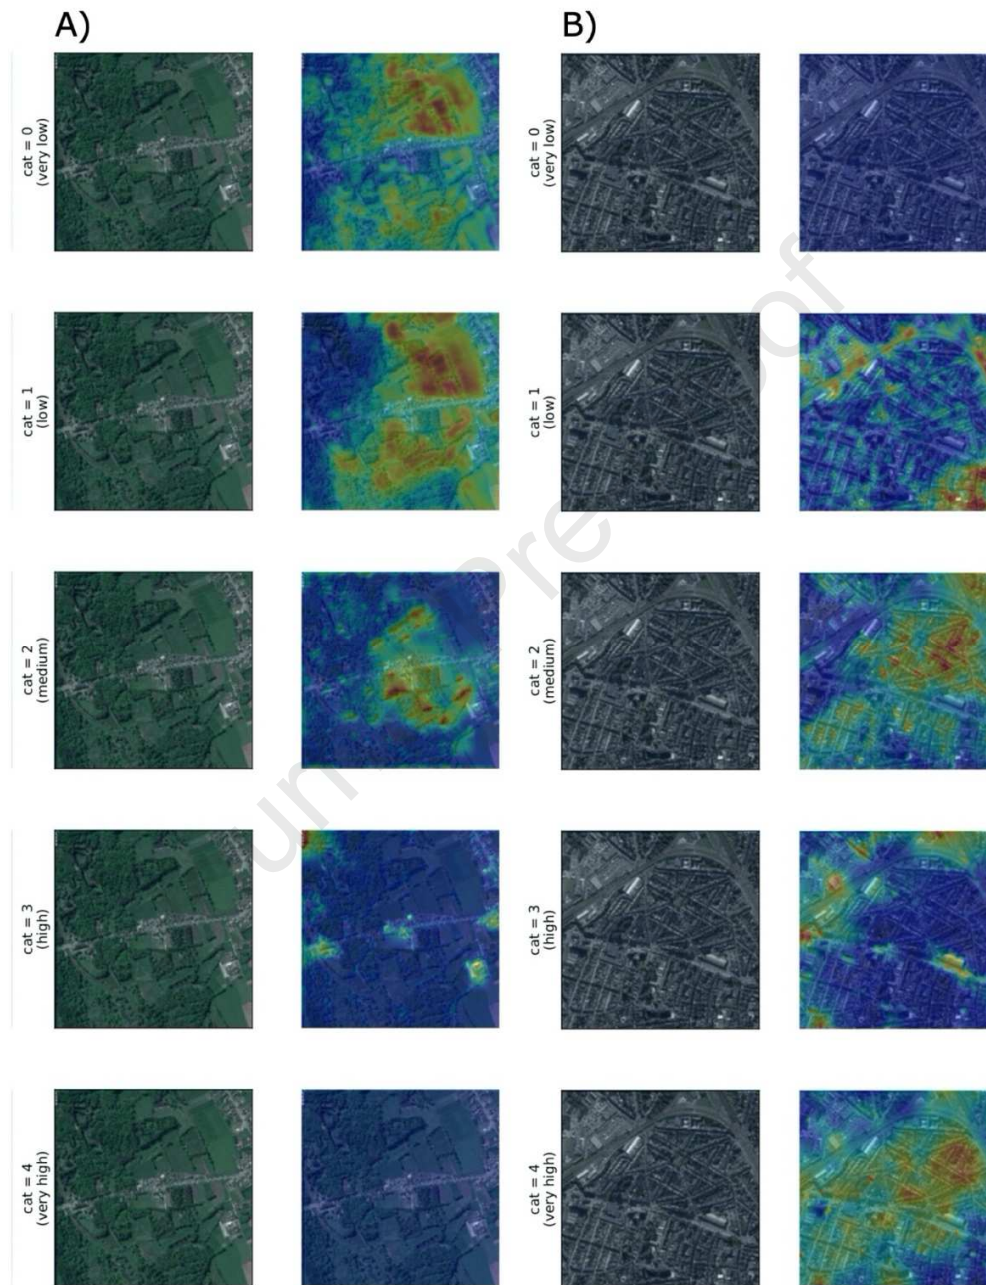 A)
B)
cat = 0
(very low)
cat = 0
(very low)
cat = 1
(low)
cat = 1
(low)
cat = 2
(medium)
cat = 2
(medium)
cat = 3
(high)
cat = 3
(high)
cat = 4
(very high)
cat = 4
(very high)